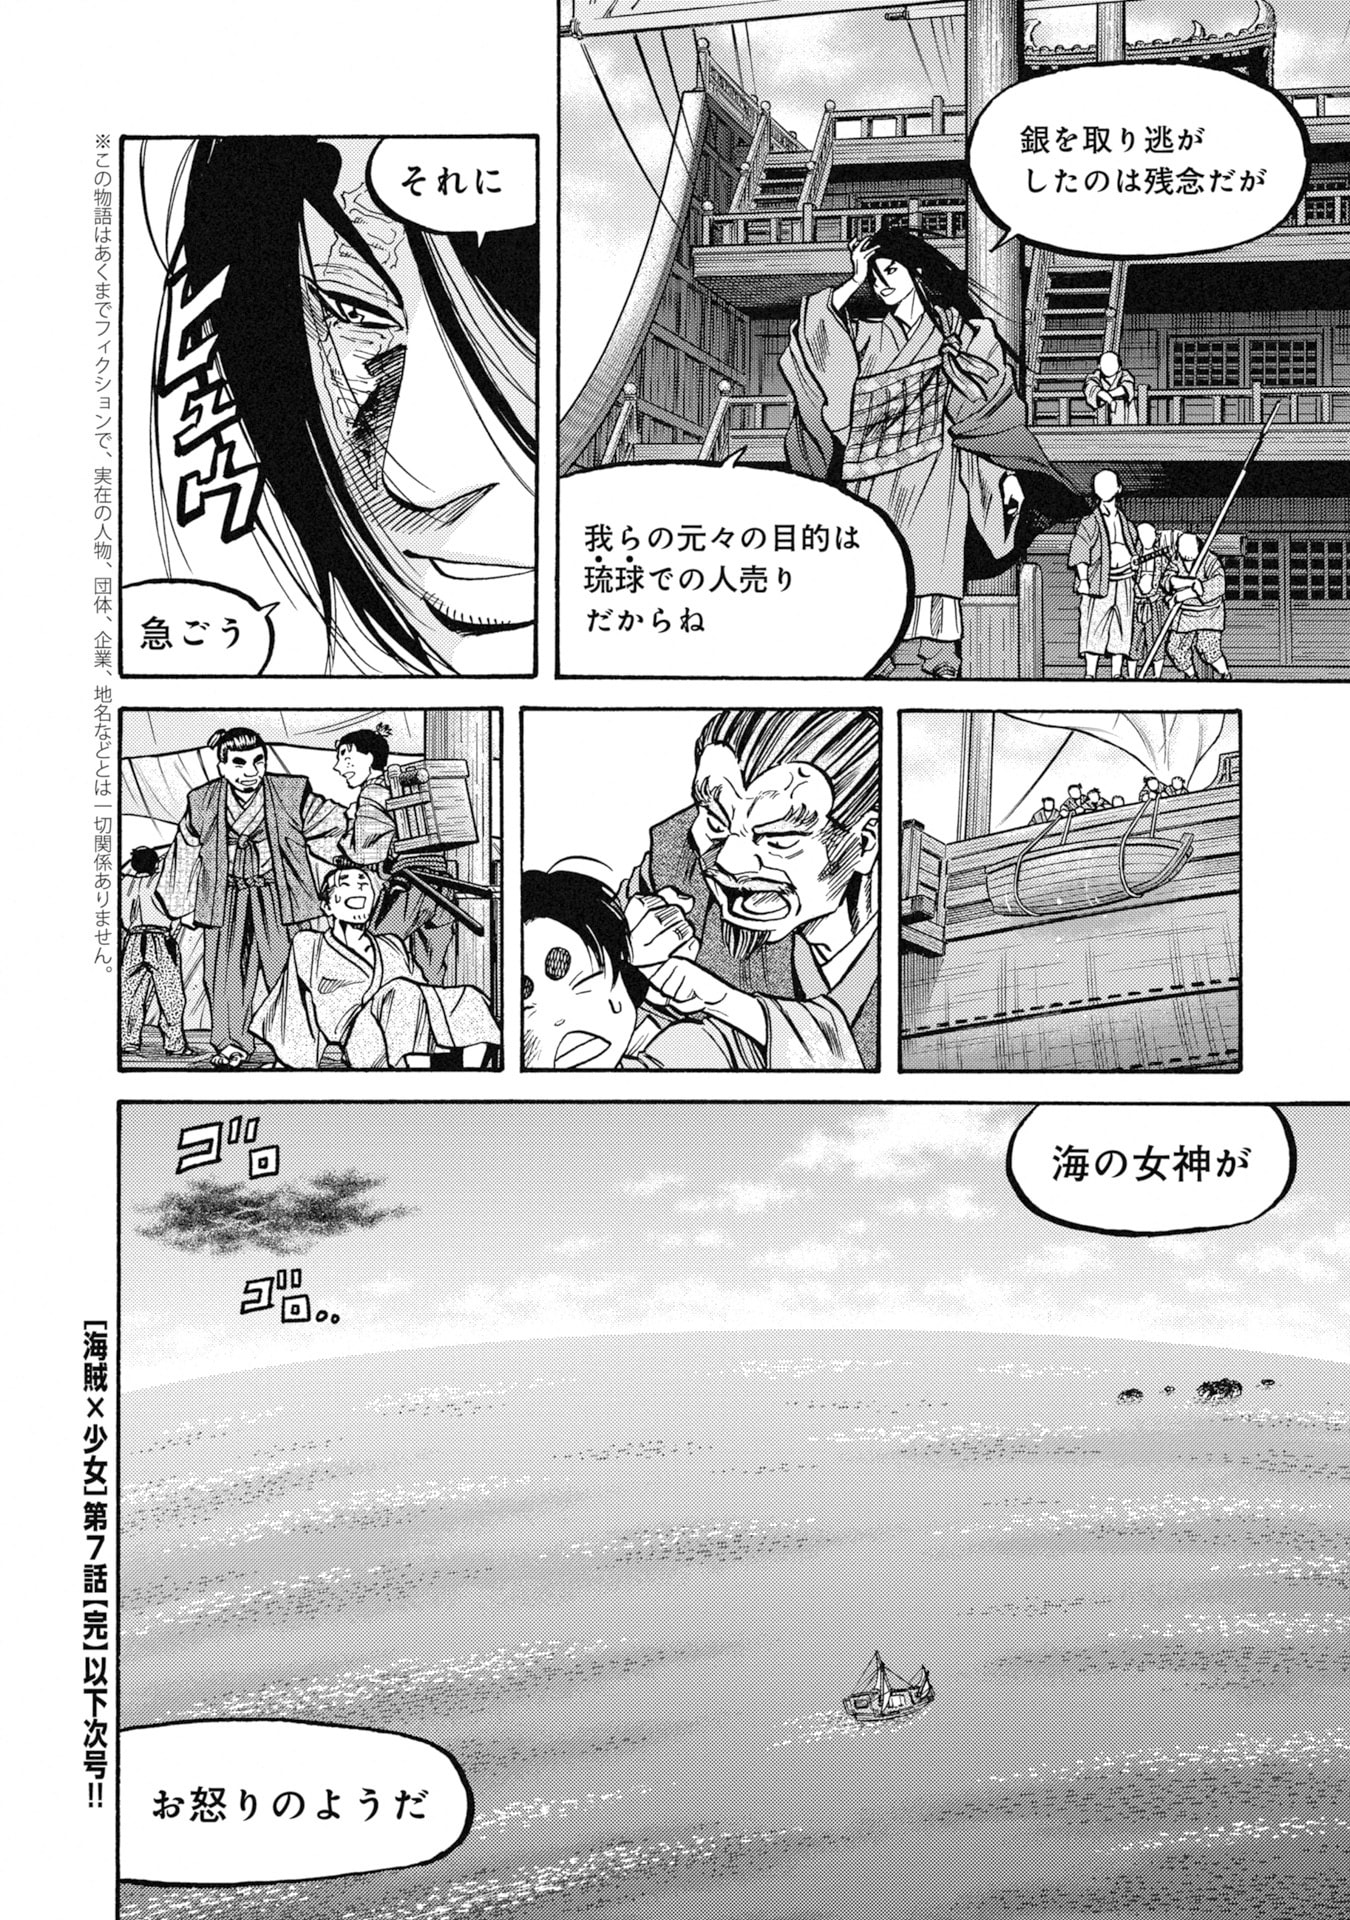 銀を取り逃が
したのは残念だが
我らの元々の目的は
琉球での人売り
だからね
それに
ビュウウ
急ごう
海の女神が
ゴロ
ゴロ。。
お怒りのようだ
※この物語はあくまでフィクションで、実在の人物、団体、企業、地名などとは一切関係ありません。
［海賊×少女］第7話【完】以下次号!!